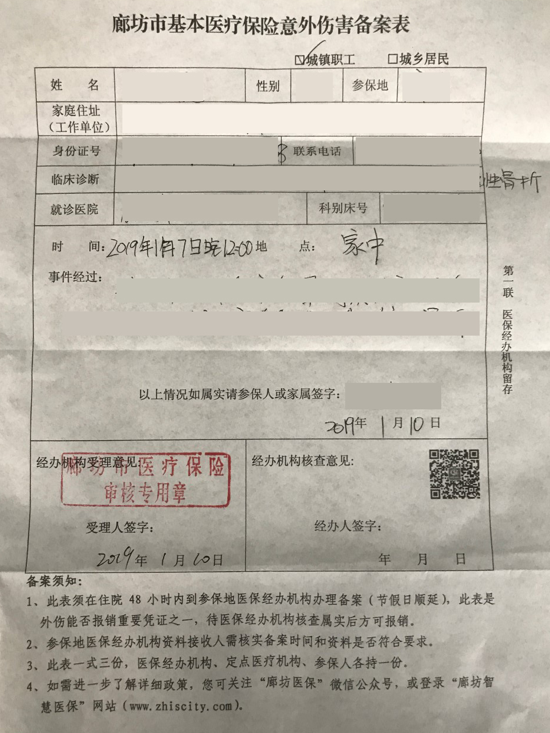 廊坊市基本医疗保险意外伤害备案表
☑城镇职工 □城乡居民
姓 名 性别 参保地
家庭住址
（工作单位）
身份证号 联系电话
临床诊断 性骨折
就诊医院 科别床号
时 间：2019年1月7日 12:00 地 点：家中
事件经过：
以上情况如属实请参保人或家属签字：
2019年 1月 10日
第一联 医保经办机构留存
经办机构受理意见： 经办机构核查意见：
廊坊市医疗保险
审核专用章
受理人签字： 经办人签字：
2019年 1月 10日 年 月 日
备案须知：
1、此表须在住院 48 小时内到参保地医保经办机构办理备案（节假日顺延），此表是
外伤能否报销重要凭证之一，待医保经办机构核查属实后方可报销。
2、参保地医保经办机构资料接收人需核实备案时间和资料是否符合要求。
3、此表一式三份，医保经办机构、定点医疗机构、参保人各持一份。
4、如需进一步了解详细政策，您可关注“廊坊医保”微信公众号，或登录“廊坊智
慧医保”网站（www.zhiscity.com）。